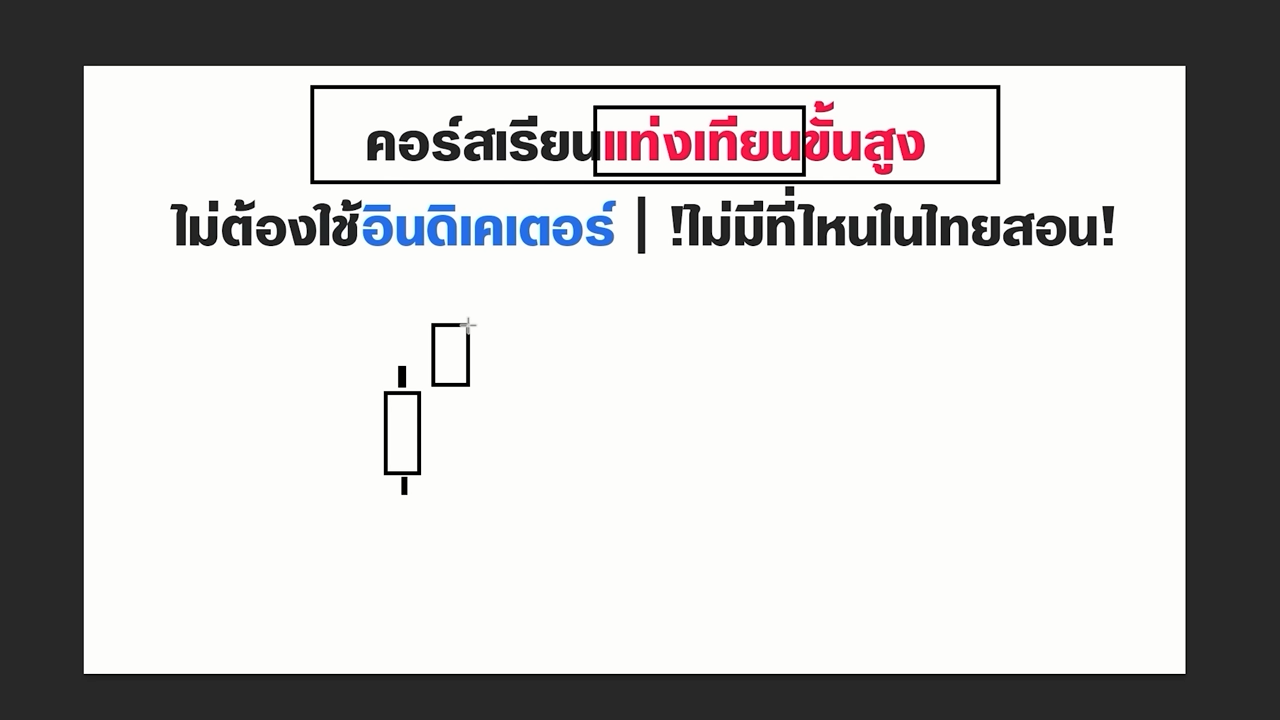 คอร์สเรียนแท่งเทียนขั้นสูง
ไม่ต้องใช้อินดิเคเตอร์ | !ไม่มีที่ไหนในไทยสอน!